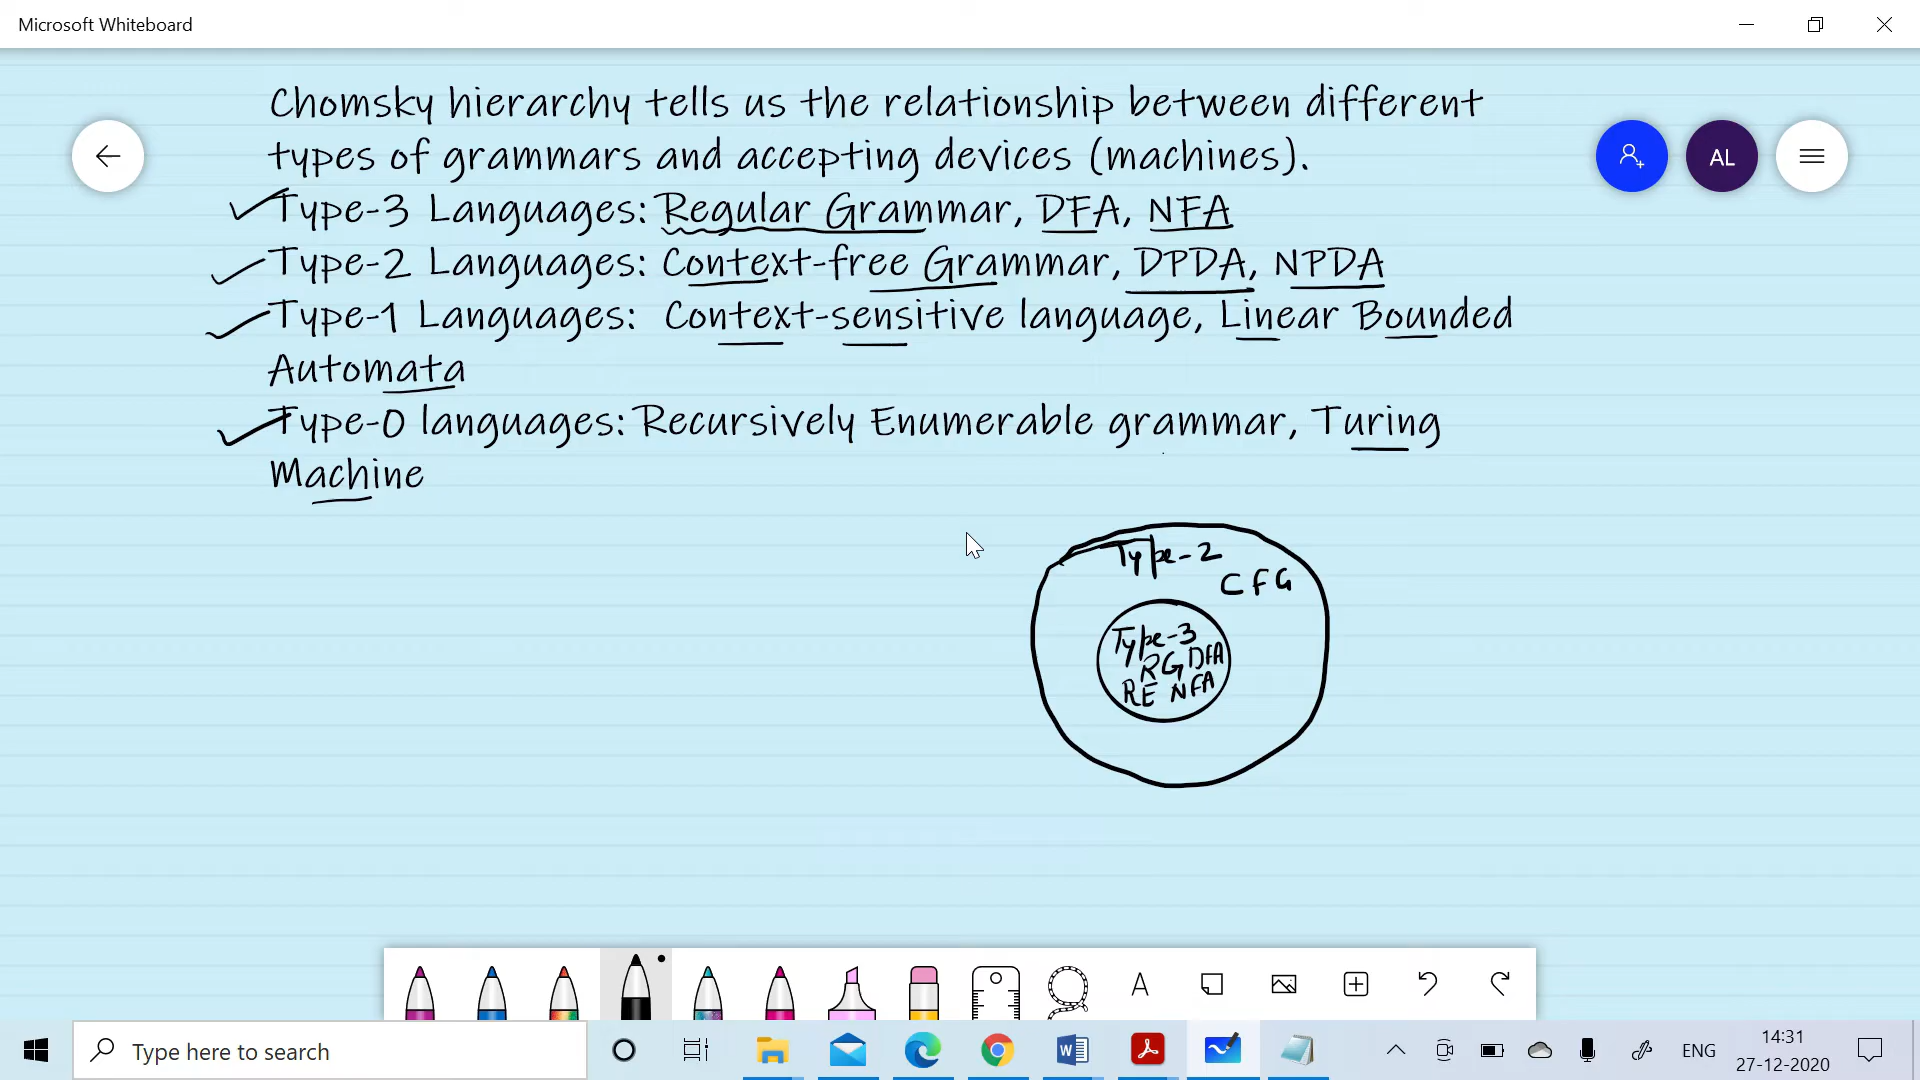 Microsoft Whiteboard
Chomsky hierarchy tells us the relationship between different
types of grammars and accepting devices (machines).
AL
Type-3 Languages: Regular Grammar, DFA, NFA
Type-2 Languages: Context-free Grammar, DPDA, NPDA
Type-1 Languages: Context-sensitive language, Linear Bounded
Automata
Type-0 languages: Recursively Enumerable grammar, Turing
Machine
Type-2
CFG
Type-3
RG DFA
RE NFA
A
Type here to search
ENG
14:31
27-12-2020